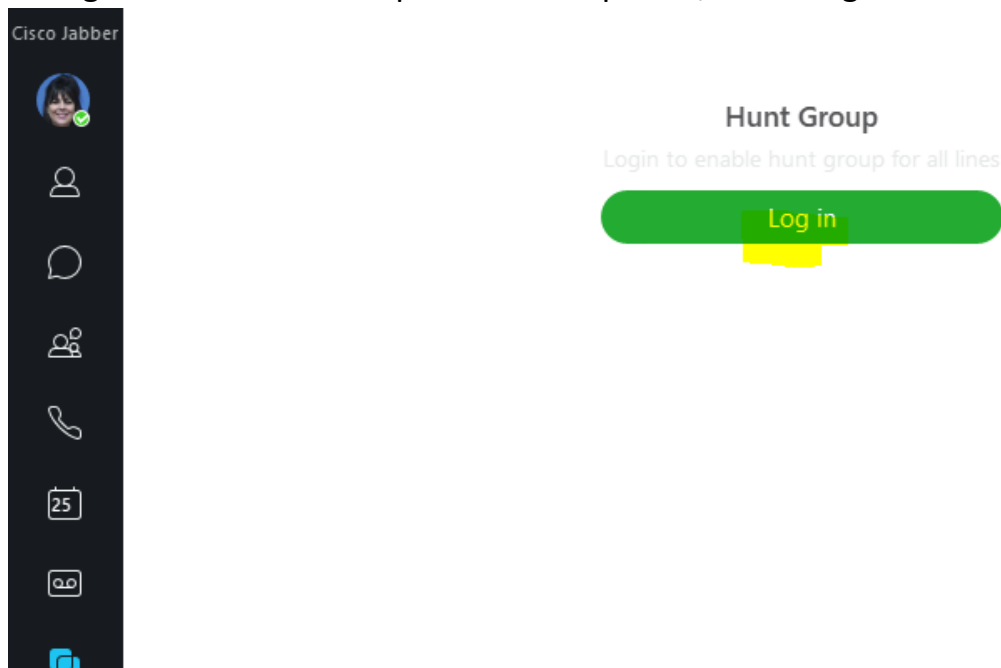 Cisco Jabber
Hunt Group
Login to enable hunt group for all lines
Log in
25